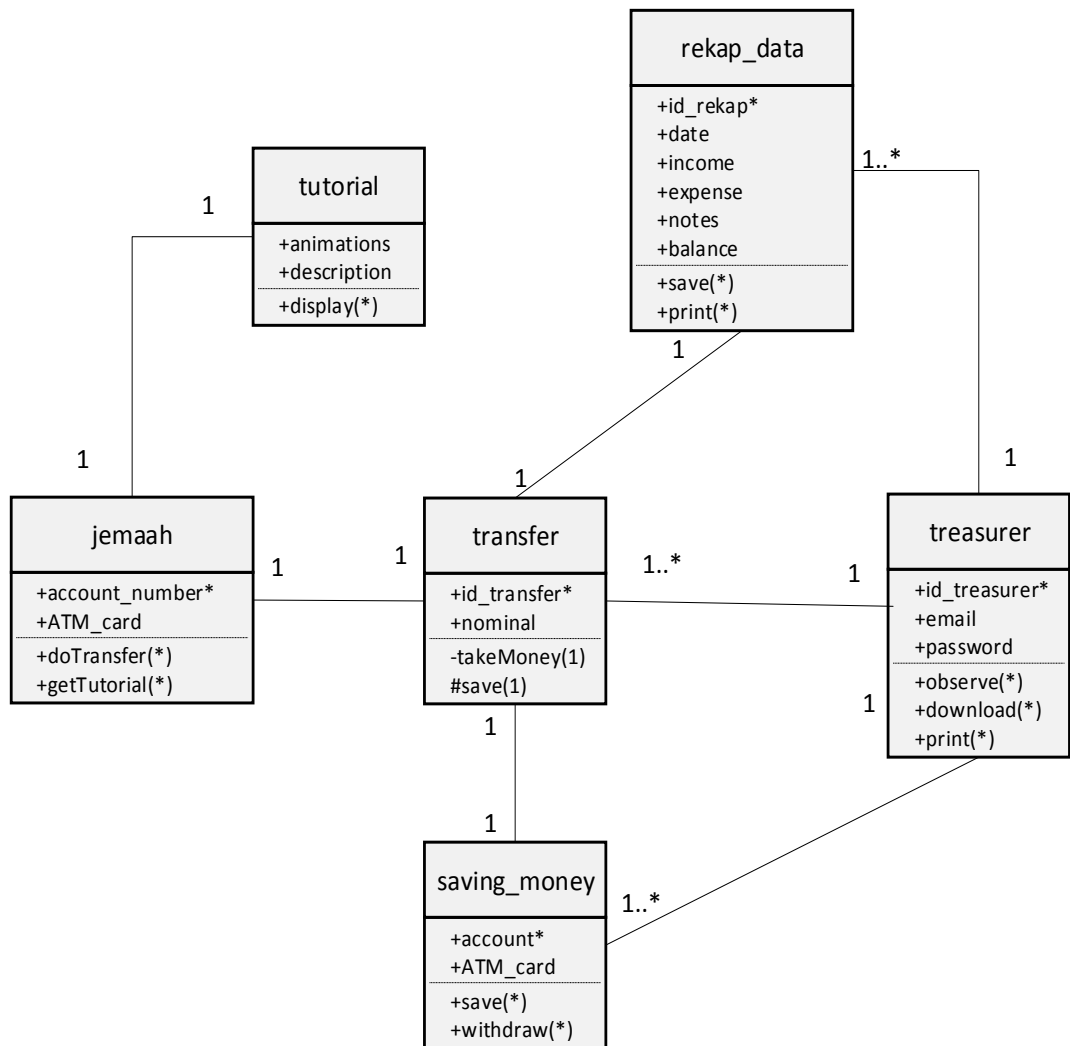 rekap_data
+id_rekap*
+date
+income
+expense
+notes
+balance
+save(*)
+print(*)
1..*
tutorial
+animations
+description
+display(*)
1
1
1
1
1
jemaah
+account_number*
+ATM_card
+doTransfer(*)
+getTutorial(*)
1
1
transfer
+id_transfer*
+nominal
-takeMoney(1)
#save(1)
1..*
1
treasurer
+id_treasurer*
+email
+password
+observe(*)
+download(*)
+print(*)
1
1
1
saving_money
+account*
+ATM_card
+save(*)
+withdraw(*)
1..*